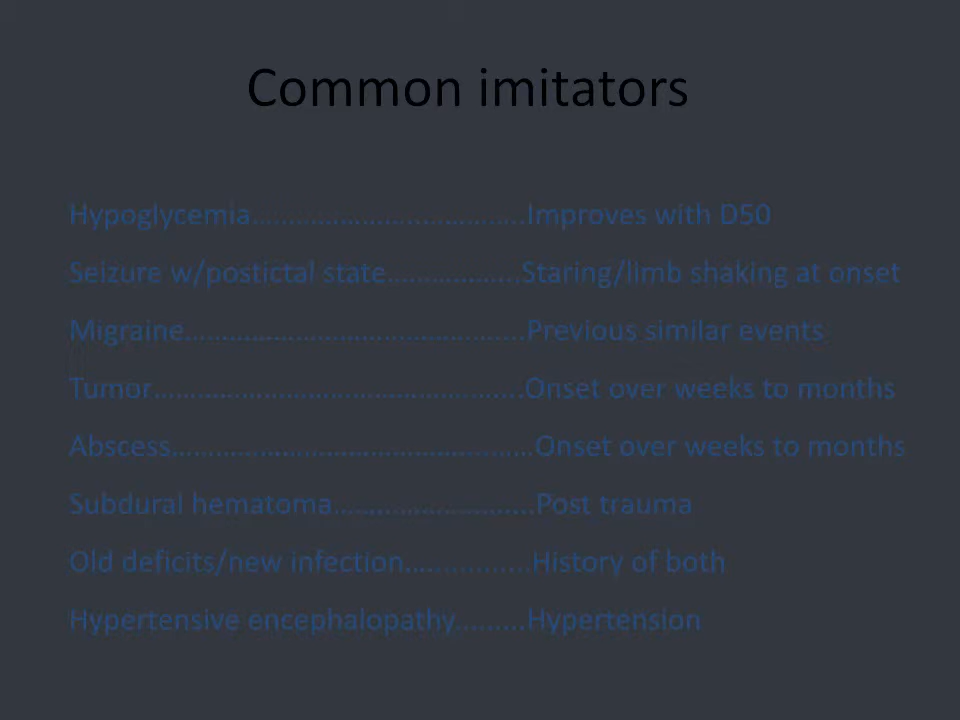 Common imitators
Hypoglycemia……………………………….Improves with D50
Seizure w/postictal state……………...Staring/limb shaking at onset
Migraine……………………………………….Previous similar events
Tumor…………………………………………..Onset over weeks to months
Abscess…………………………………………Onset over weeks to months
Subdural hematoma……………………...Post trauma
Old deficits/new infection…………….History of both
Hypertensive encephalopathy.........Hypertension